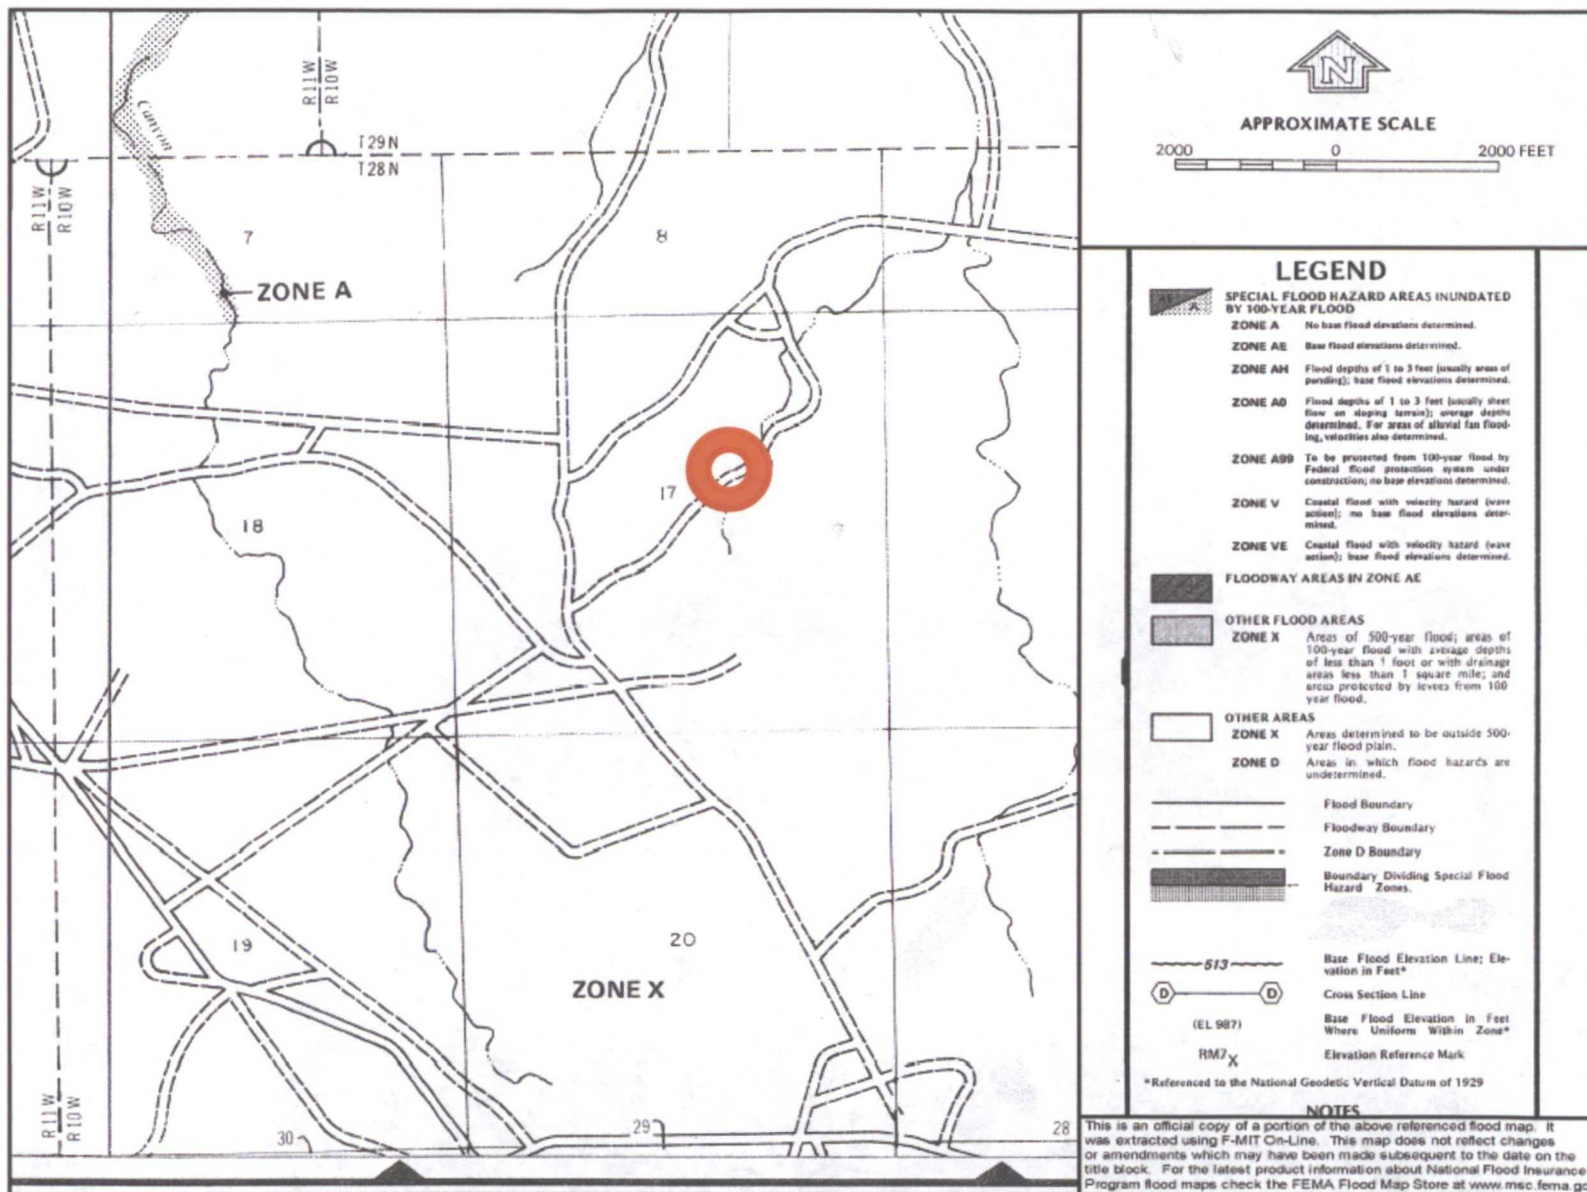 R11W
R10W
T29N
T28N
R11W
R10W
Canyon
7
8
ZONE A
17
18
19
20
ZONE X
R11W
R10W
30
29
28
N
APPROXIMATE SCALE
2000 0 2000 FEET
LEGEND
AE
A
SPECIAL FLOOD HAZARD AREAS INUNDATED
BY 100-YEAR FLOOD
ZONE A No base flood elevations determined.
ZONE AE Base flood elevations determined.
ZONE AH Flood depths of 1 to 3 feet (usually areas of
ponding); base flood elevations determined.
ZONE A0 Flood depths of 1 to 3 feet (usually sheet
flow on sloping terrain); average depths
determined. For areas of alluvial fan flood-
ing, velocities also determined.
ZONE A99 To be protected from 100-year flood by
Federal flood protection system under
construction; no base elevations determined.
ZONE V Coastal flood with velocity hazard (wave
action); no base flood elevations deter-
mined.
ZONE VE Coastal flood with velocity hazard (wave
action); base flood elevations determined.
FLOODWAY AREAS IN ZONE AE
OTHER FLOOD AREAS
ZONE X Areas of 500-year flood; areas of
100-year flood with average depths
of less than 1 foot or with drainage
areas less than 1 square mile; and
areas protected by levees from 100-
year flood.
OTHER AREAS
ZONE X Areas determined to be outside 500-
year flood plain.
ZONE D Areas in which flood hazards are
undetermined.
Flood Boundary
Floodway Boundary
Zone D Boundary
Boundary Dividing Special Flood
Hazard Zones.
513 Base Flood Elevation Line; Ele-
vation in Feet*
D D Cross Section Line
(EL 987) Base Flood Elevation in Feet
Where Uniform Within Zone*
RM7X Elevation Reference Mark
*Referenced to the National Geodetic Vertical Datum of 1929
NOTES
This is an official copy of a portion of the above referenced flood map. It
was extracted using F-MIT On-Line. This map does not reflect changes
or amendments which may have been made subsequent to the date on the
title block. For the latest product information about National Flood Insurance
Program flood maps check the FEMA Flood Map Store at www.msc.fema.go